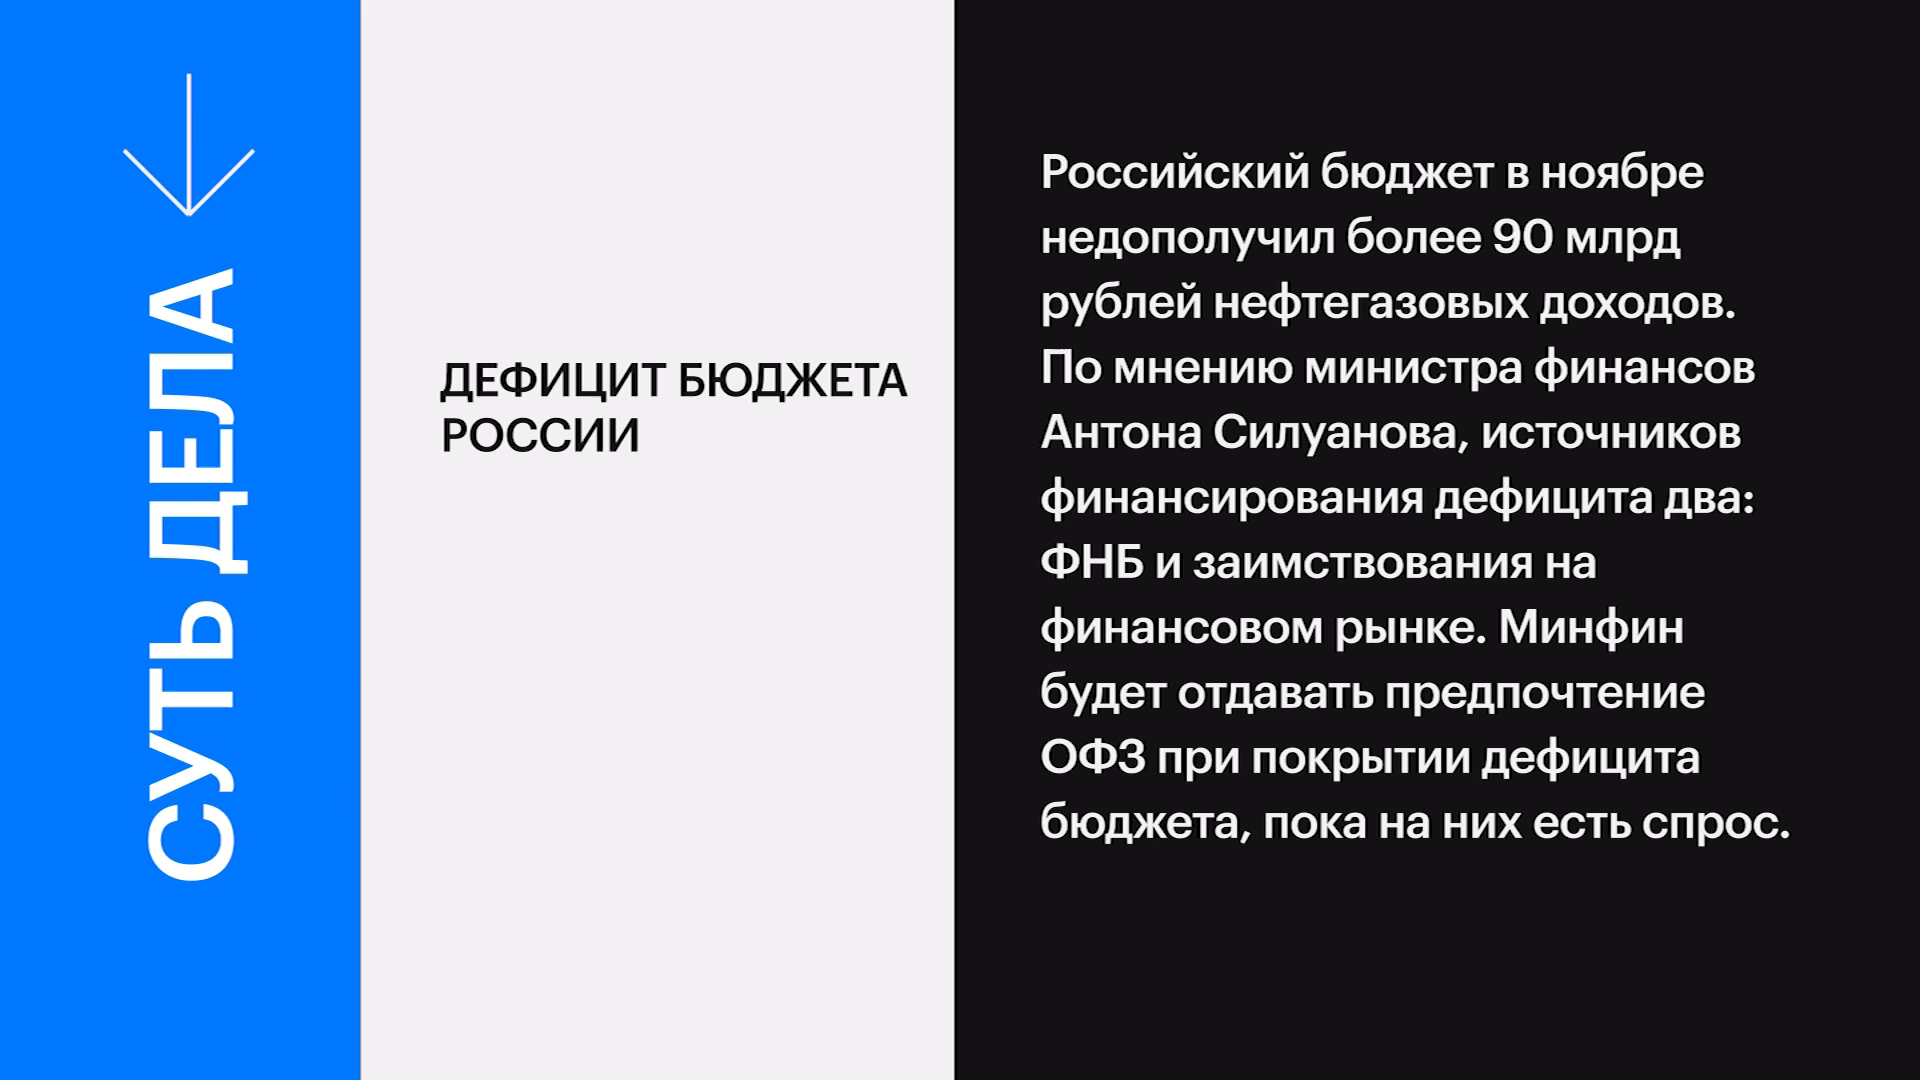 СУТЬ ДЕЛА
ДЕФИЦИТ БЮДЖЕТА
РОССИИ
Российский бюджет в ноябре
недополучил более 90 млрд
рублей нефтегазовых доходов.
По мнению министра финансов
Антона Силуанова, источников
финансирования дефицита два:
ФНБ и заимствования на
финансовом рынке. Минфин
будет отдавать предпочтение
ОФЗ при покрытии дефицита
бюджета, пока на них есть спрос.